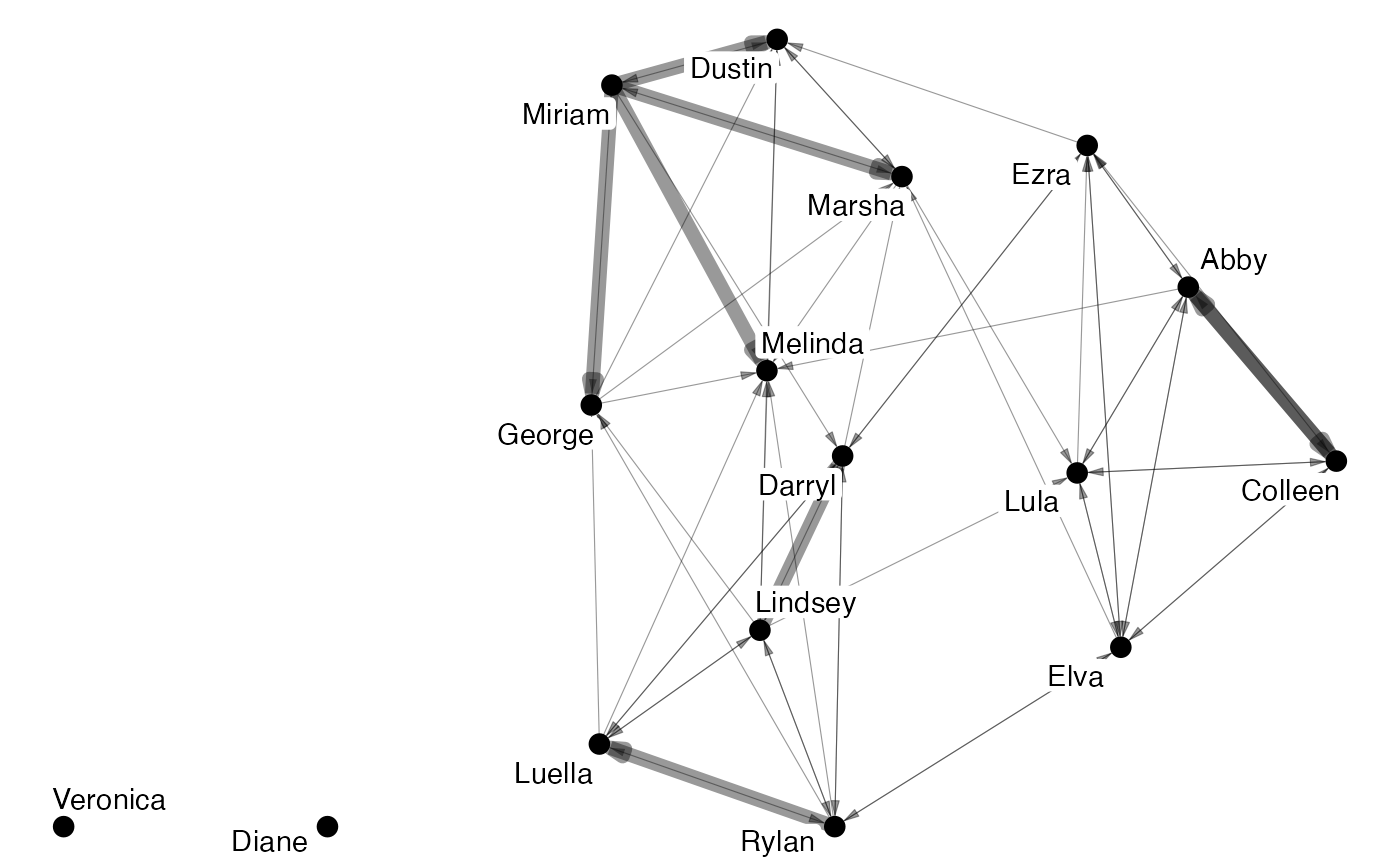 Dustin
Miriam
Ezra
Marsha
Abby
Melinda
George
Darryl
Colleen
Lula
Lindsey
Elva
Luella
Veronica
Diane
Rylan